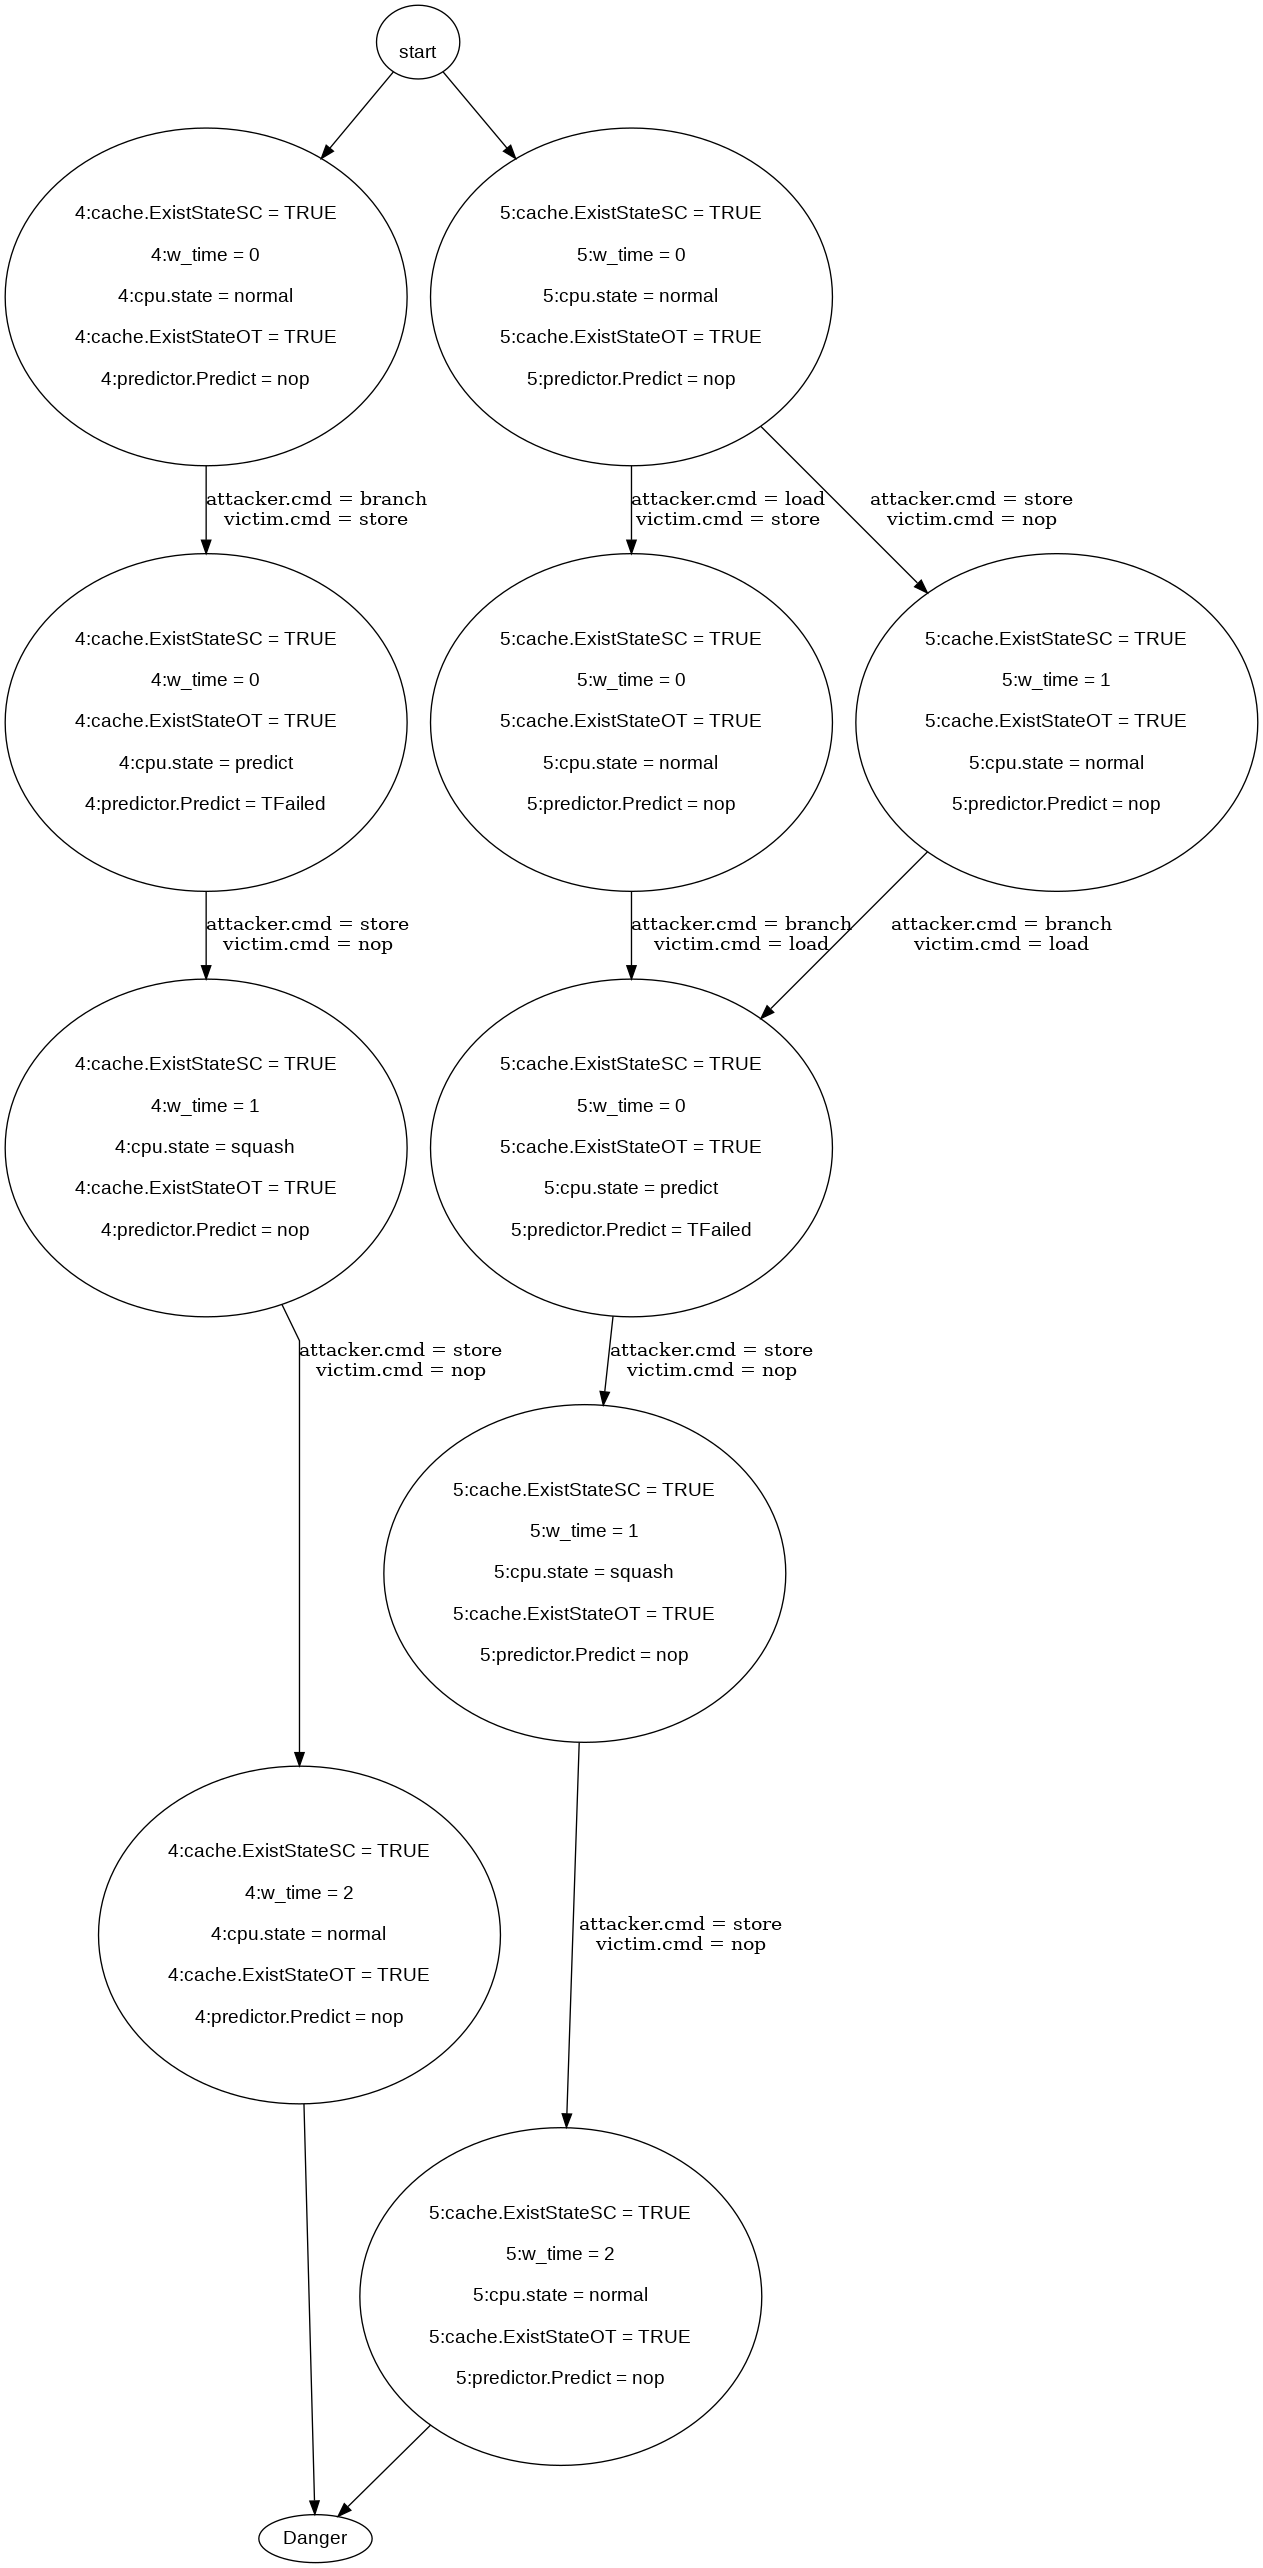 start
4:cache.ExistStateSC = TRUE
4:w_time = 0
4:cpu.state = normal
4:cache.ExistStateOT = TRUE
4:predictor.Predict = nop
5:cache.ExistStateSC = TRUE
5:w_time = 0
5:cpu.state = normal
5:cache.ExistStateOT = TRUE
5:predictor.Predict = nop
attacker.cmd = branch
victim.cmd = store
attacker.cmd = load
victim.cmd = store
attacker.cmd = store
victim.cmd = nop
4:cache.ExistStateSC = TRUE
4:w_time = 0
4:cache.ExistStateOT = TRUE
4:cpu.state = predict
4:predictor.Predict = TFailed
5:cache.ExistStateSC = TRUE
5:w_time = 0
5:cache.ExistStateOT = TRUE
5:cpu.state = normal
5:predictor.Predict = nop
5:cache.ExistStateSC = TRUE
5:w_time = 1
5:cache.ExistStateOT = TRUE
5:cpu.state = normal
5:predictor.Predict = nop
attacker.cmd = store
victim.cmd = nop
attacker.cmd = branch
victim.cmd = load
attacker.cmd = branch
victim.cmd = load
4:cache.ExistStateSC = TRUE
4:w_time = 1
4:cpu.state = squash
4:cache.ExistStateOT = TRUE
4:predictor.Predict = nop
5:cache.ExistStateSC = TRUE
5:w_time = 0
5:cache.ExistStateOT = TRUE
5:cpu.state = predict
5:predictor.Predict = TFailed
attacker.cmd = store
victim.cmd = nop
attacker.cmd = store
victim.cmd = nop
5:cache.ExistStateSC = TRUE
5:w_time = 1
5:cpu.state = squash
5:cache.ExistStateOT = TRUE
5:predictor.Predict = nop
4:cache.ExistStateSC = TRUE
4:w_time = 2
4:cpu.state = normal
4:cache.ExistStateOT = TRUE
4:predictor.Predict = nop
attacker.cmd = store
victim.cmd = nop
5:cache.ExistStateSC = TRUE
5:w_time = 2
5:cpu.state = normal
5:cache.ExistStateOT = TRUE
5:predictor.Predict = nop
Danger